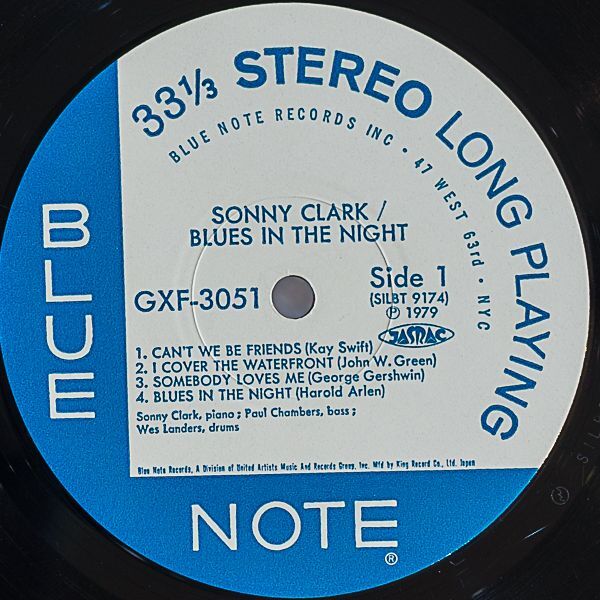 33⅓ STEREO LONG PLAYING
BLUE NOTE RECORDS INC • 47 WEST 63rd • NYC
SONNY CLARK /
BLUES IN THE NIGHT
GXF-3051
Side 1
(SILBT 9174)
℗ 1979
JASRAC
1. CAN'T WE BE FRIENDS (Kay Swift)
2. I COVER THE WATERFRONT (John W. Green)
3. SOMEBODY LOVES ME (George Gershwin)
4. BLUES IN THE NIGHT (Harold Arlen)
Sonny Clark, piano ; Paul Chambers, bass ;
Wes Landers, drums
Blue Note Records, A Division of United Artists Music And Records Group, Inc. Mfd by King Record Co., Ltd. Japan
BLUE
NOTE®